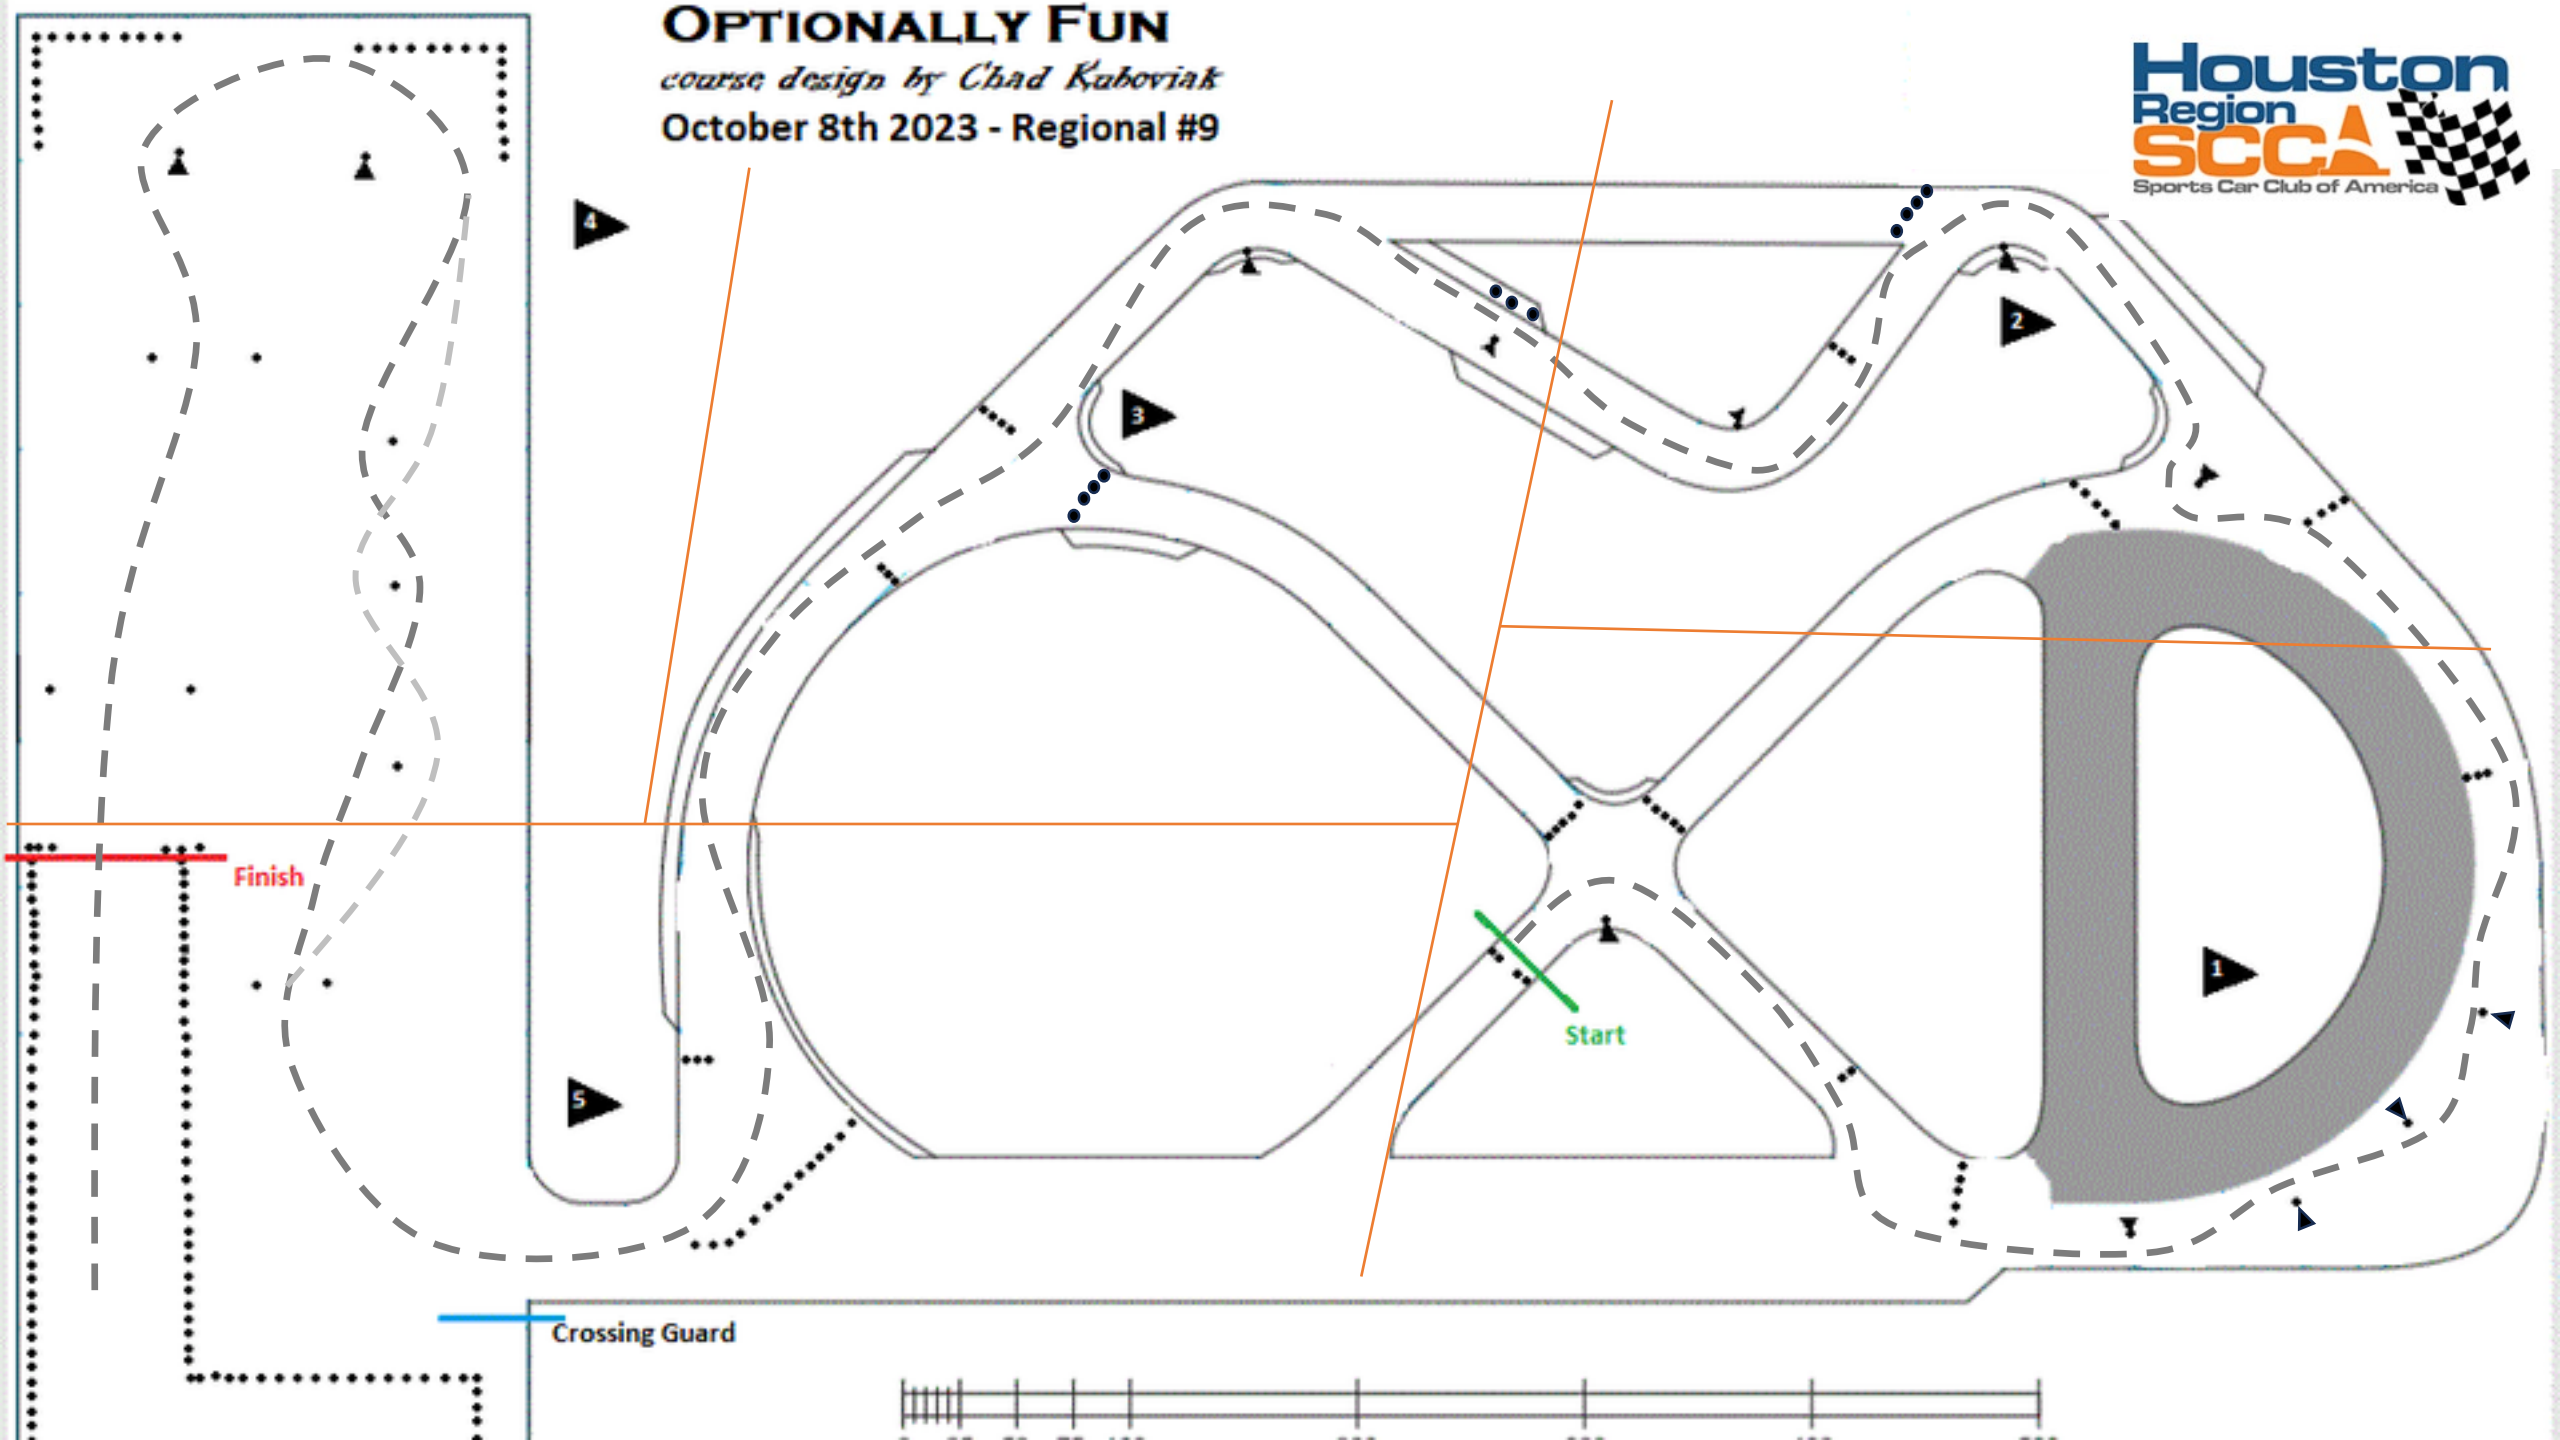 OPTIONALLY FUN
course design by Chad Kuboviak
October 8th 2023 - Regional #9
Houston
Region
SCCA
Sports Car Club of America
4
2
3
Finish
1
Start
5
Crossing Guard